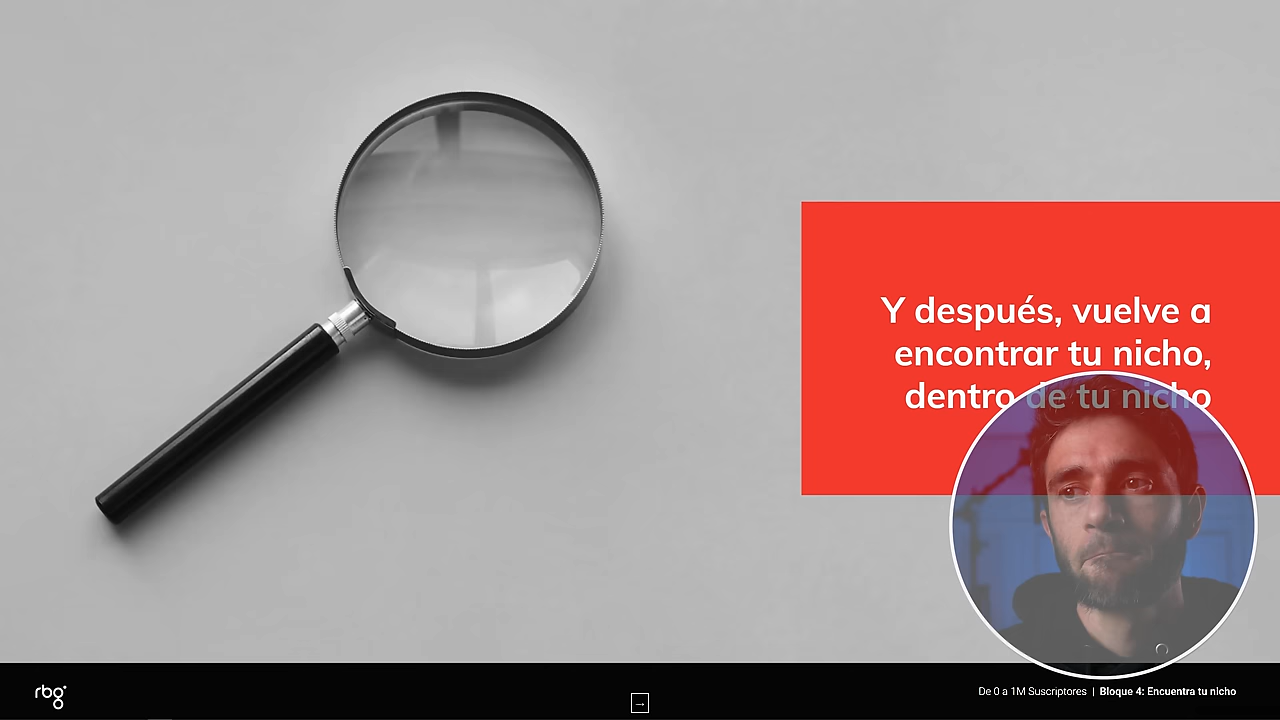 Y después, vuelve a
encontrar tu nicho,
dentro de tu nicho
rbg
→
De 0 a 1M Suscriptores | Bloque 4: Encuentra tu nicho